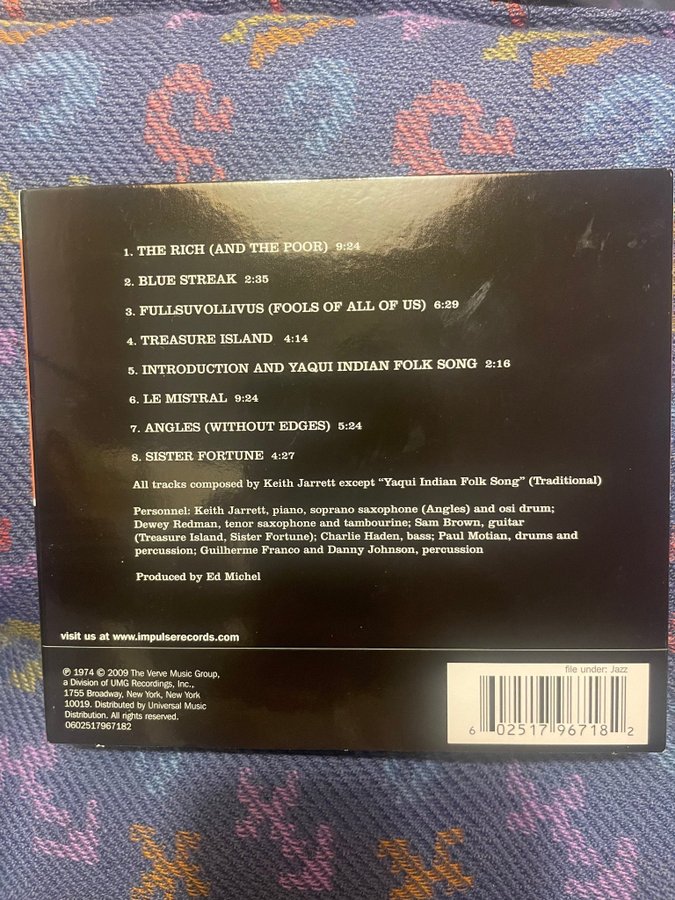 1. THE RICH (AND THE POOR) 9:24
2. BLUE STREAK 2:35
3. FULLSUVOLLIVUS (FOOLS OF ALL OF US) 6:29
4. TREASURE ISLAND 4:14
5. INTRODUCTION AND YAQUI INDIAN FOLK SONG 2:16
6. LE MISTRAL 9:24
7. ANGLES (WITHOUT EDGES) 5:24
8. SISTER FORTUNE 4:27
All tracks composed by Keith Jarrett except "Yaqui Indian Folk Song" (Traditional)
Personnel: Keith Jarrett, piano, soprano saxophone (Angles) and osi drum;
Dewey Redman, tenor saxophone and tambourine; Sam Brown, guitar
(Treasure Island, Sister Fortune); Charlie Haden, bass; Paul Motian, drums and
percussion; Guilherme Franco and Danny Johnson, percussion
Produced by Ed Michel
visit us at www.impulserecords.com
℗ 1974 © 2009 The Verve Music Group,
a Division of UMG Recordings, Inc.,
1755 Broadway, New York, New York
10019. Distributed by Universal Music
Distribution. All rights reserved.
0602517967182
file under: Jazz
6 02517 96718 2